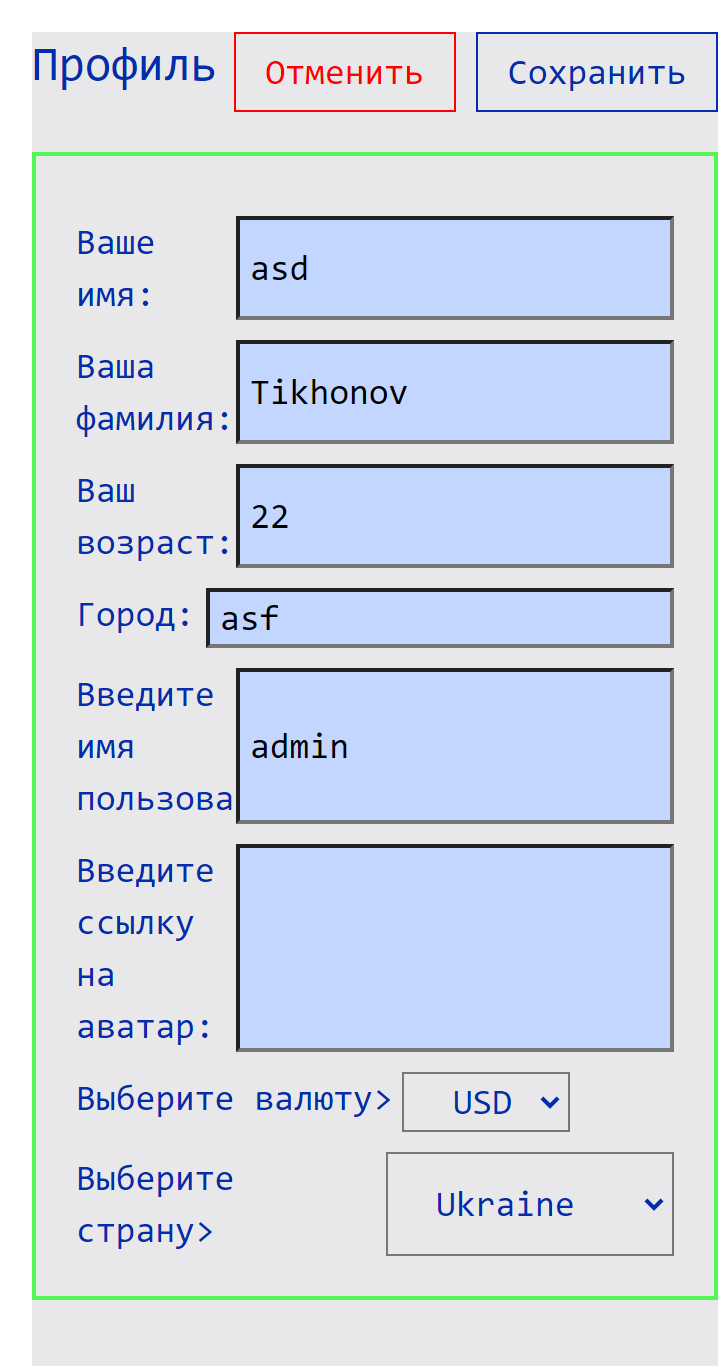 Профиль Отменить Сохранить
Ваше
имя:
asd
Ваша
фамилия:
Tikhonov
Ваш
возраст:
22
Город: asf
Введите
имя
пользова
admin
Введите
ссылку
на
аватар:
Выберите валюту> USD
Выберите
страну>
Ukraine